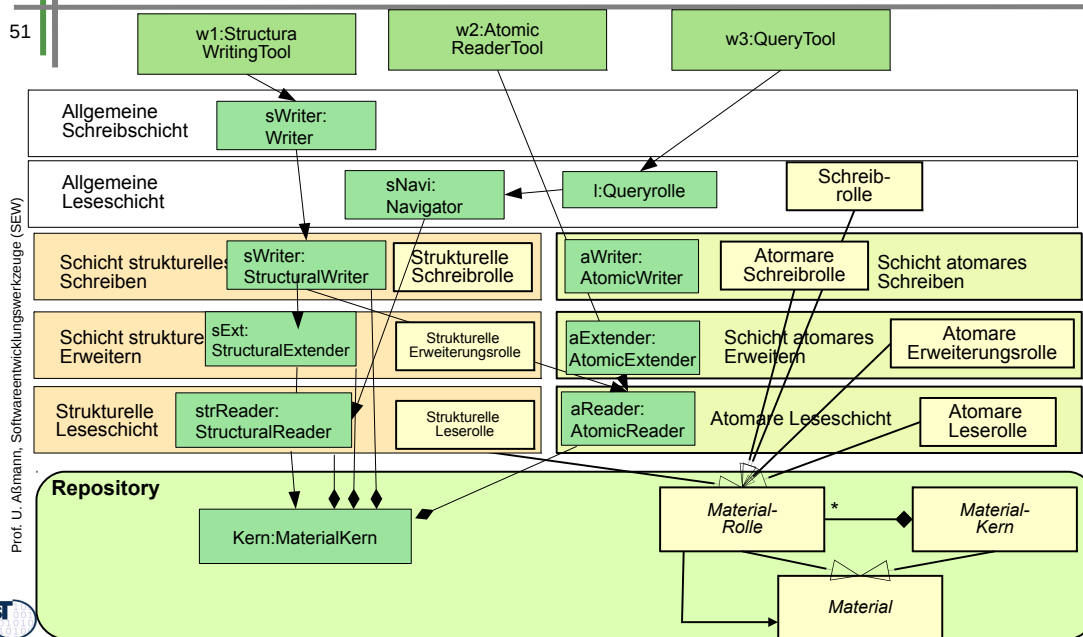 51
w1:Structura
WritingTool
w2:Atomic
ReaderTool
w3:QueryTool
Allgemeine
Schreibschicht
sWriter:
Writer
Allgemeine
Leseschicht
sNavi:
Navigator
l:Queryrolle
Schreib-
rolle
Schicht strukturelles
Schreiben
sWriter:
StructuralWriter
Strukturelle
Schreibrolle
aWriter:
AtomicWriter
Atormare
Schreibrolle
Schicht atomares
Schreiben
Schicht strukture
Erweitern
sExt:
StructuralExtender
Strukturelle
Erweiterungsrolle
aExtender:
AtomicExtender
Schicht atomares
Erweitern
Atomare
Erweiterungsrolle
Strukturelle
Leseschicht
strReader:
StructuralReader
Strukturelle
Leserolle
aReader:
AtomicReader
Atomare Leseschicht
Atomare
Leserolle
Repository
Kern:MaterialKern
Material-
Rolle
*
Material-
Kern
Material
Prof. U. Aßmann, Softwareentwicklungswerkzeuge (SEW)
ST